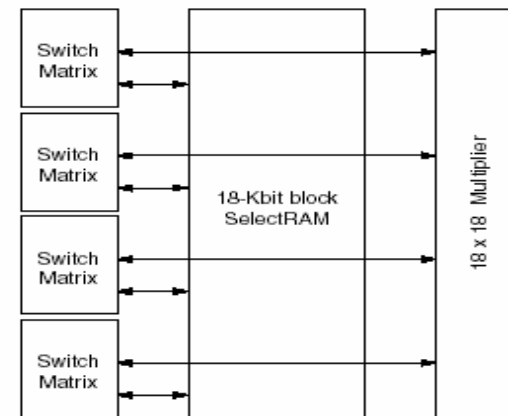 Switch
Matrix
Switch
Matrix
Switch
Matrix
Switch
Matrix
18-Kbit block
SelectRAM
18 x 18 Multiplier